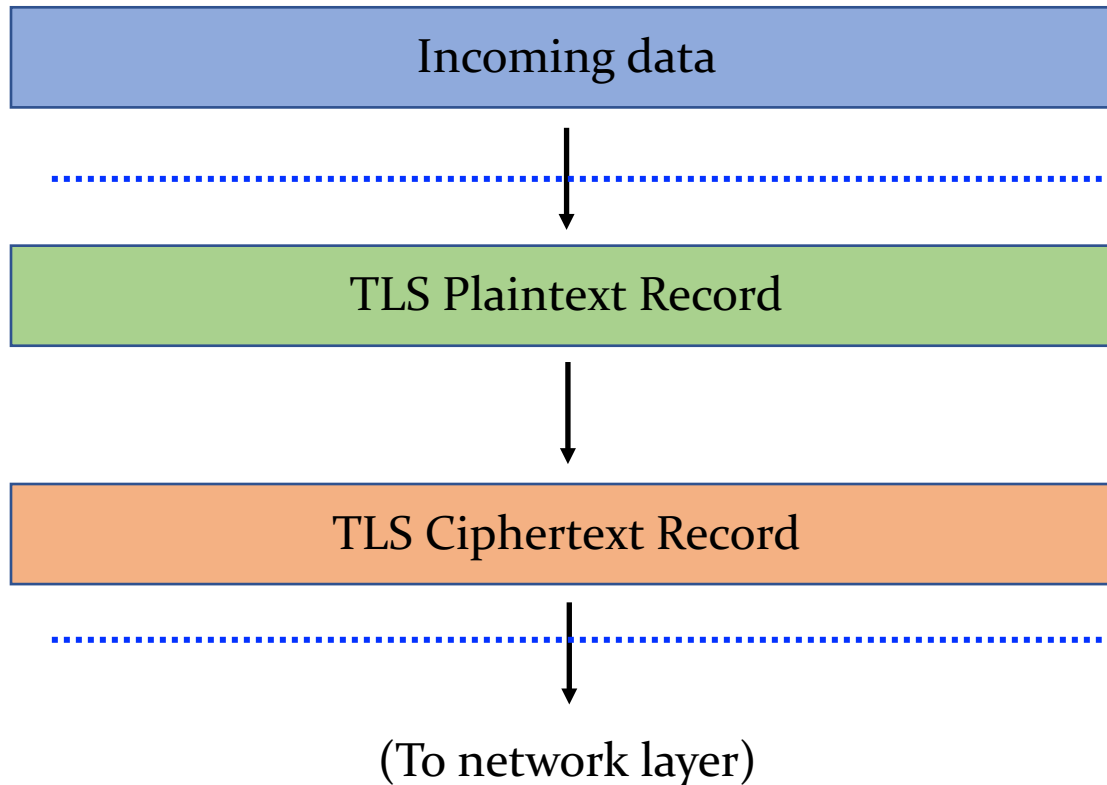 Incoming data
TLS Plaintext Record
TLS Ciphertext Record
(To network layer)